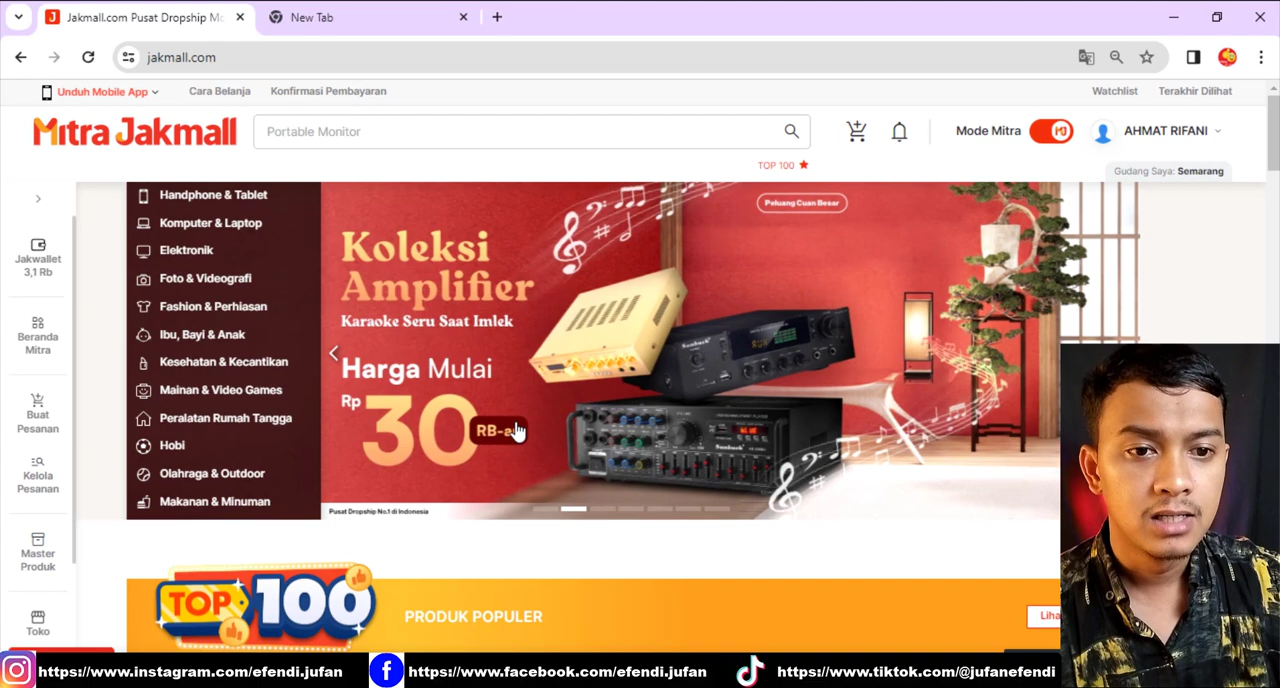 Jakmall.com Pusat Dropship Mo
New Tab
jakmall.com
Unduh Mobile App
Cara Belanja
Konfirmasi Pembayaran
Watchlist
Terakhir Dilihat
Mitra Jakmall
Portable Monitor
Mode Mitra
AHMAT RIFANI
TOP 100
Gudang Saya: Semarang
Jakwallet
3,1 Rb
Beranda
Mitra
Buat
Pesanan
Kelola
Pesanan
Master
Produk
Toko
Handphone & Tablet
Komputer & Laptop
Elektronik
Foto & Videografi
Fashion & Perhiasan
Ibu, Bayi & Anak
Kesehatan & Kecantikan
Mainan & Video Games
Peralatan Rumah Tangga
Hobi
Olahraga & Outdoor
Makanan & Minuman
Peluang Cuan Besar
Koleksi
Amplifier
Karaoke Seru Saat Imlek
Harga Mulai
Rp
30
Pusat Dropship No.1 di Indonesia
TOP 100
PRODUK POPULER
https://www.instagram.com/efendi.jufan
https://www.facebook.com/efendi.jufan
https://www.tiktok.com/@jufanefendi